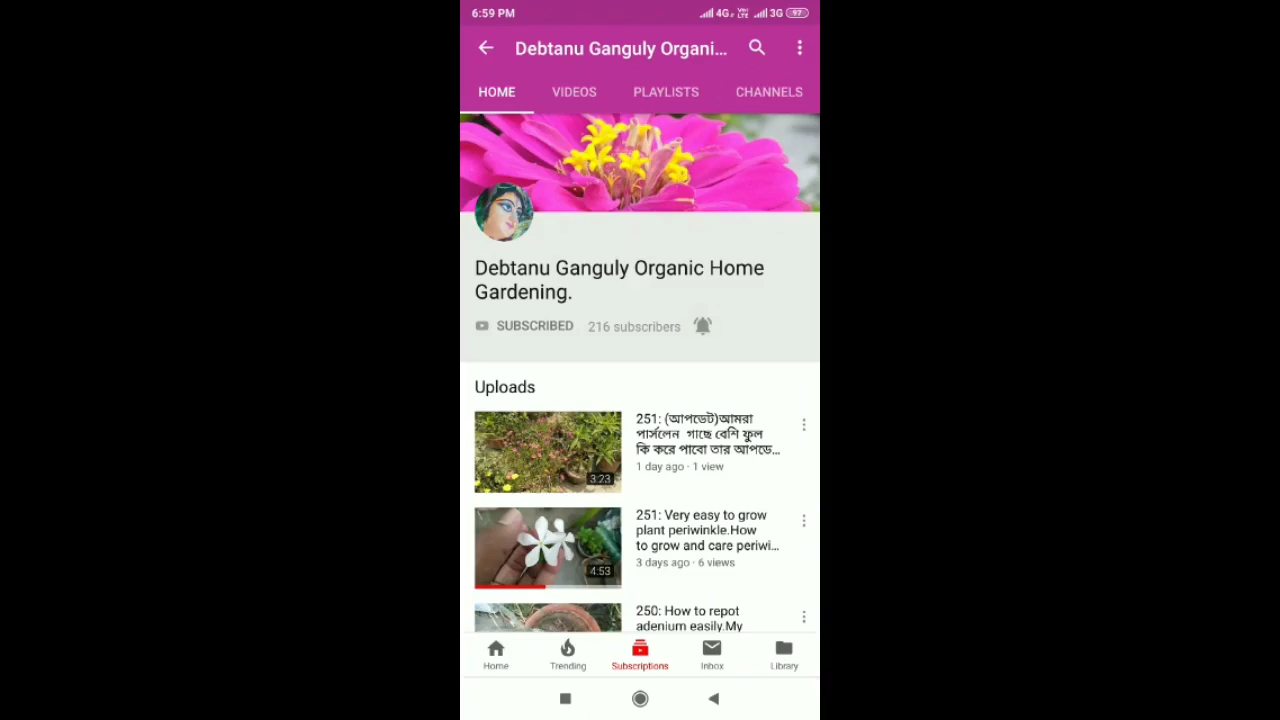 6:59 PM 4G VoLTE 3G 97
Debtanu Ganguly Organi...
HOME VIDEOS PLAYLISTS CHANNELS
Debtanu Ganguly Organic Home
Gardening.
SUBSCRIBED 216 subscribers
Uploads
251: (আপডেট)আমরা
পার্সলেন গাছে বেশি ফুল
কি করে পাবো তার আপডে...
1 day ago · 1 view
3:23
251: Very easy to grow
plant periwinkle.How
to grow and care periwi...
3 days ago · 6 views
4:53
250: How to repot
adenium easily.My
Home Trending Subscriptions Inbox Library